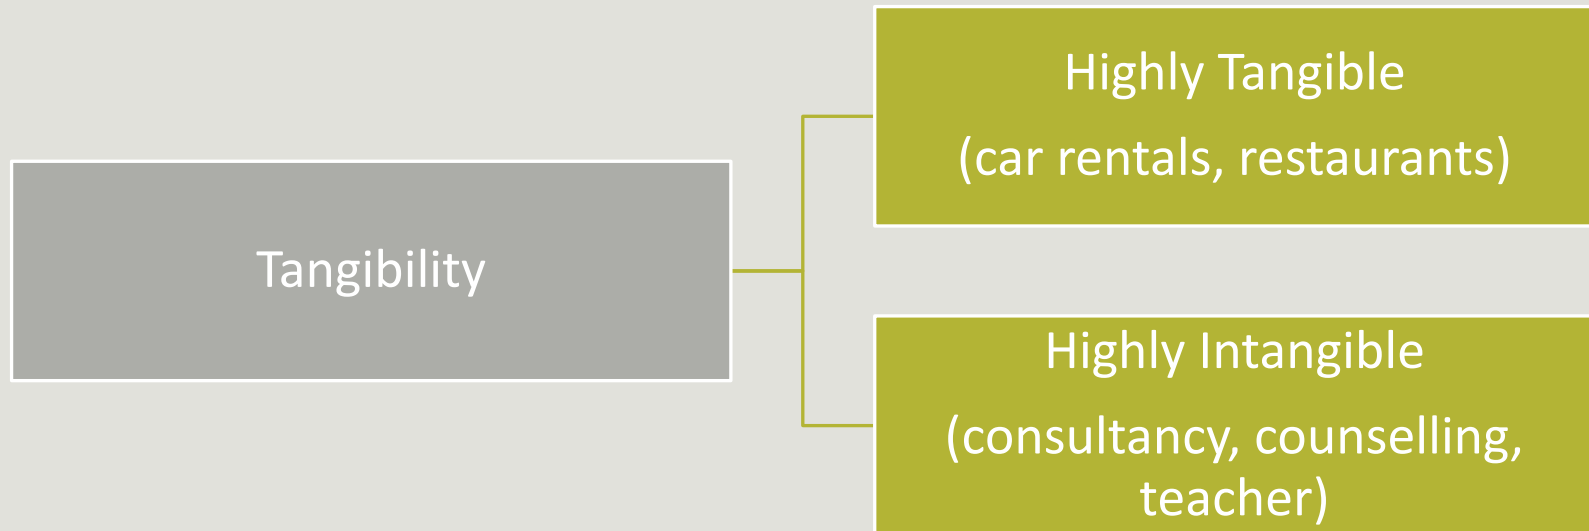 Tangibility
Highly Tangible
(car rentals, restaurants)
Highly Intangible
(consultancy, counselling,
teacher)